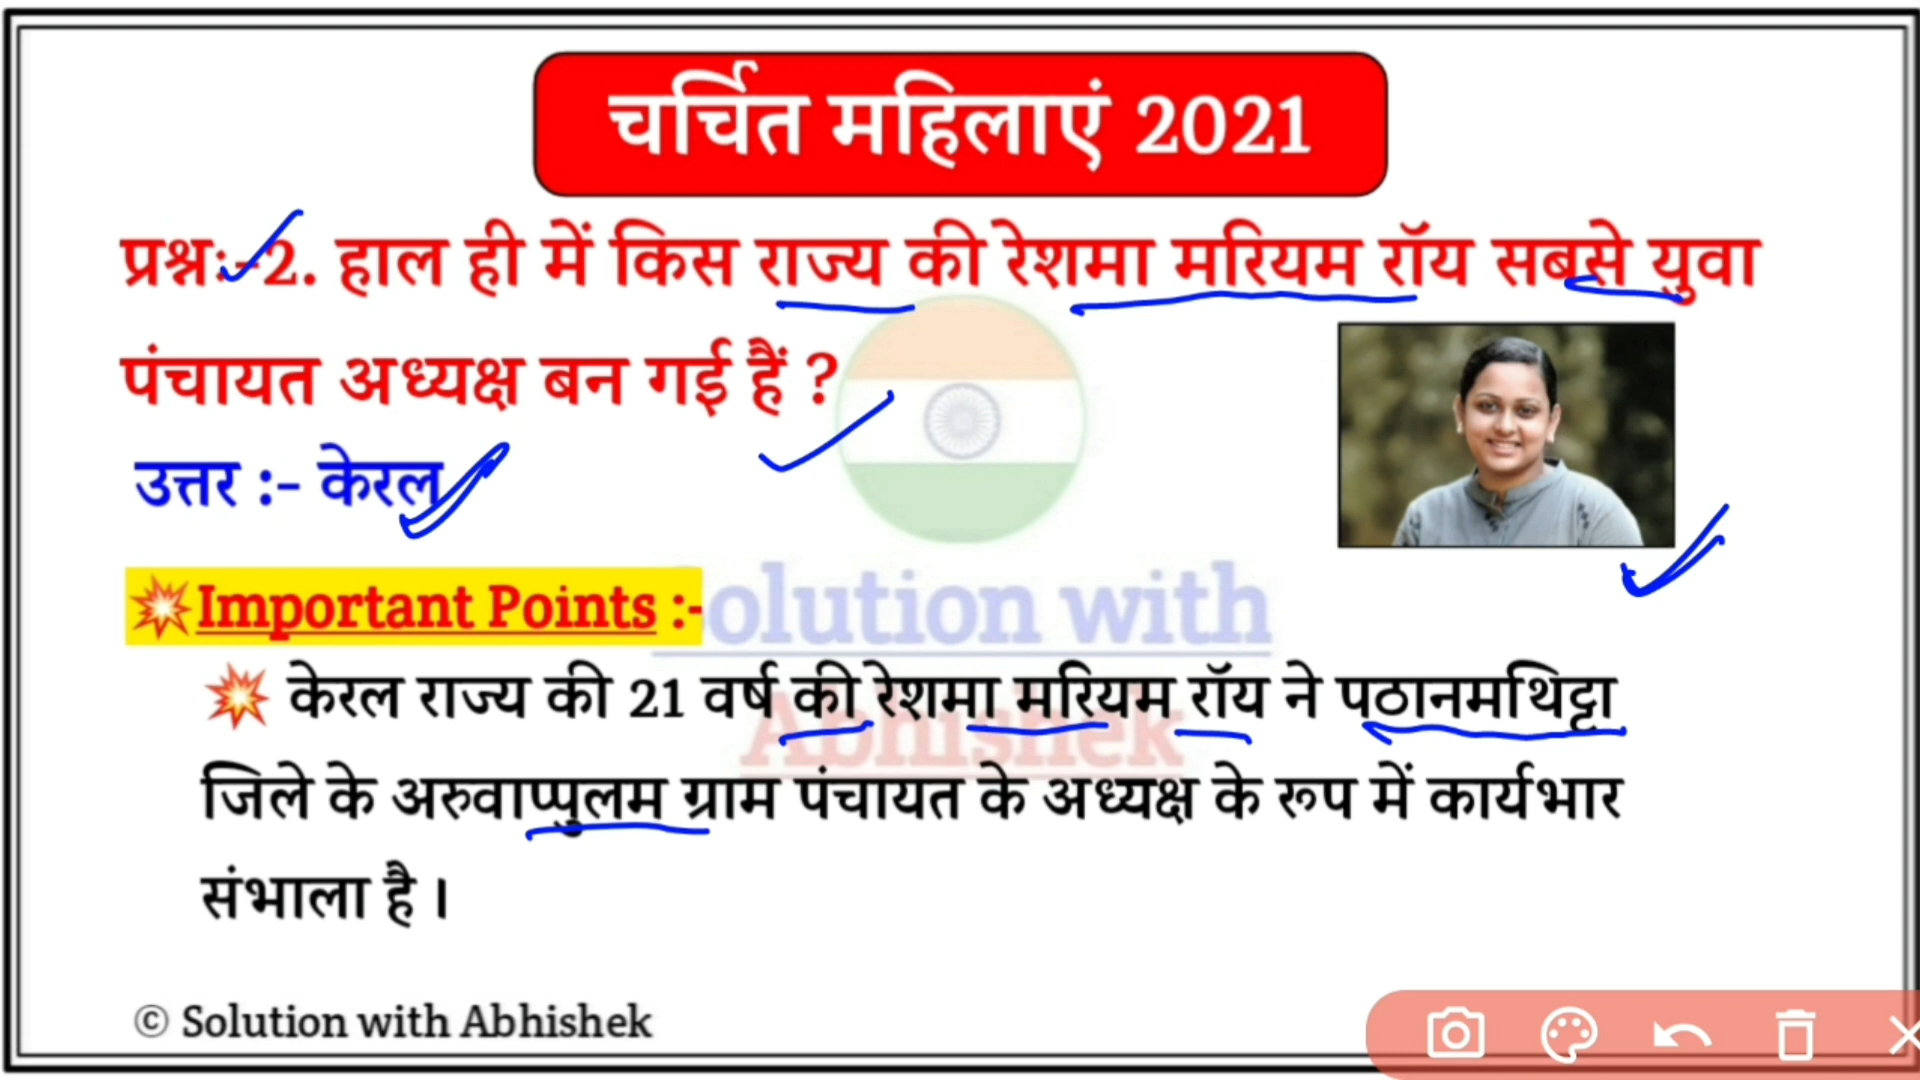 चर्चित महिलाएं 2021
प्रश्नः-2. हाल ही में किस राज्य की रेशमा मरियम रॉय सबसे युवा
पंचायत अध्यक्ष बन गई हैं ?
उत्तर :- केरल
Important Points :-
Solution with
Abhishek
केरल राज्य की 21 वर्ष की रेशमा मरियम रॉय ने पठानमथिट्टा
जिले के अरुवाप्पुलम ग्राम पंचायत के अध्यक्ष के रूप में कार्यभार
संभाला है ।
© Solution with Abhishek